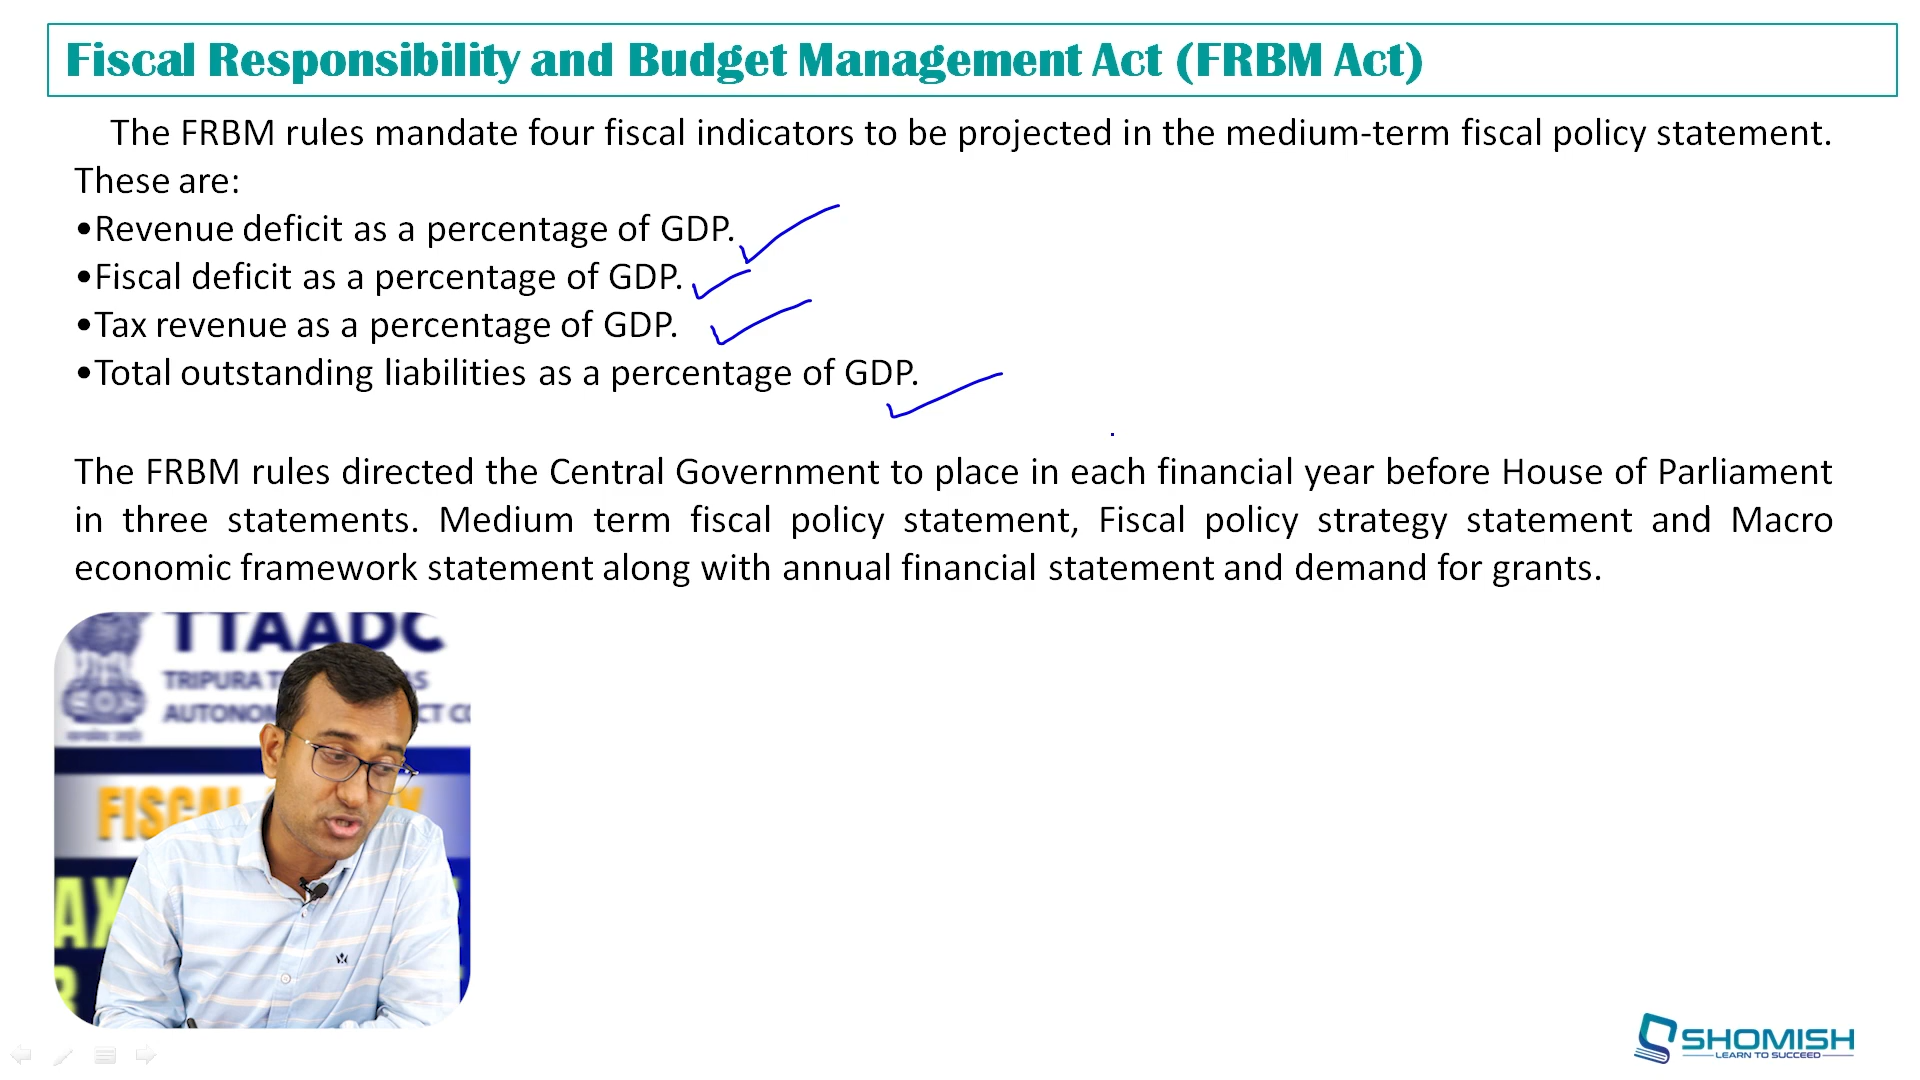 Fiscal Responsibility and Budget Management Act (FRBM Act)
The FRBM rules mandate four fiscal indicators to be projected in the medium-term fiscal policy statement.
These are:
•Revenue deficit as a percentage of GDP.
•Fiscal deficit as a percentage of GDP.
•Tax revenue as a percentage of GDP.
•Total outstanding liabilities as a percentage of GDP.
The FRBM rules directed the Central Government to place in each financial year before House of Parliament
in three statements. Medium term fiscal policy statement, Fiscal policy strategy statement and Macro
economic framework statement along with annual financial statement and demand for grants.
TTAADC
TRIPURA
AUTONO
FISCAL
AX
SHOMISH
LEARN TO SUCCEED